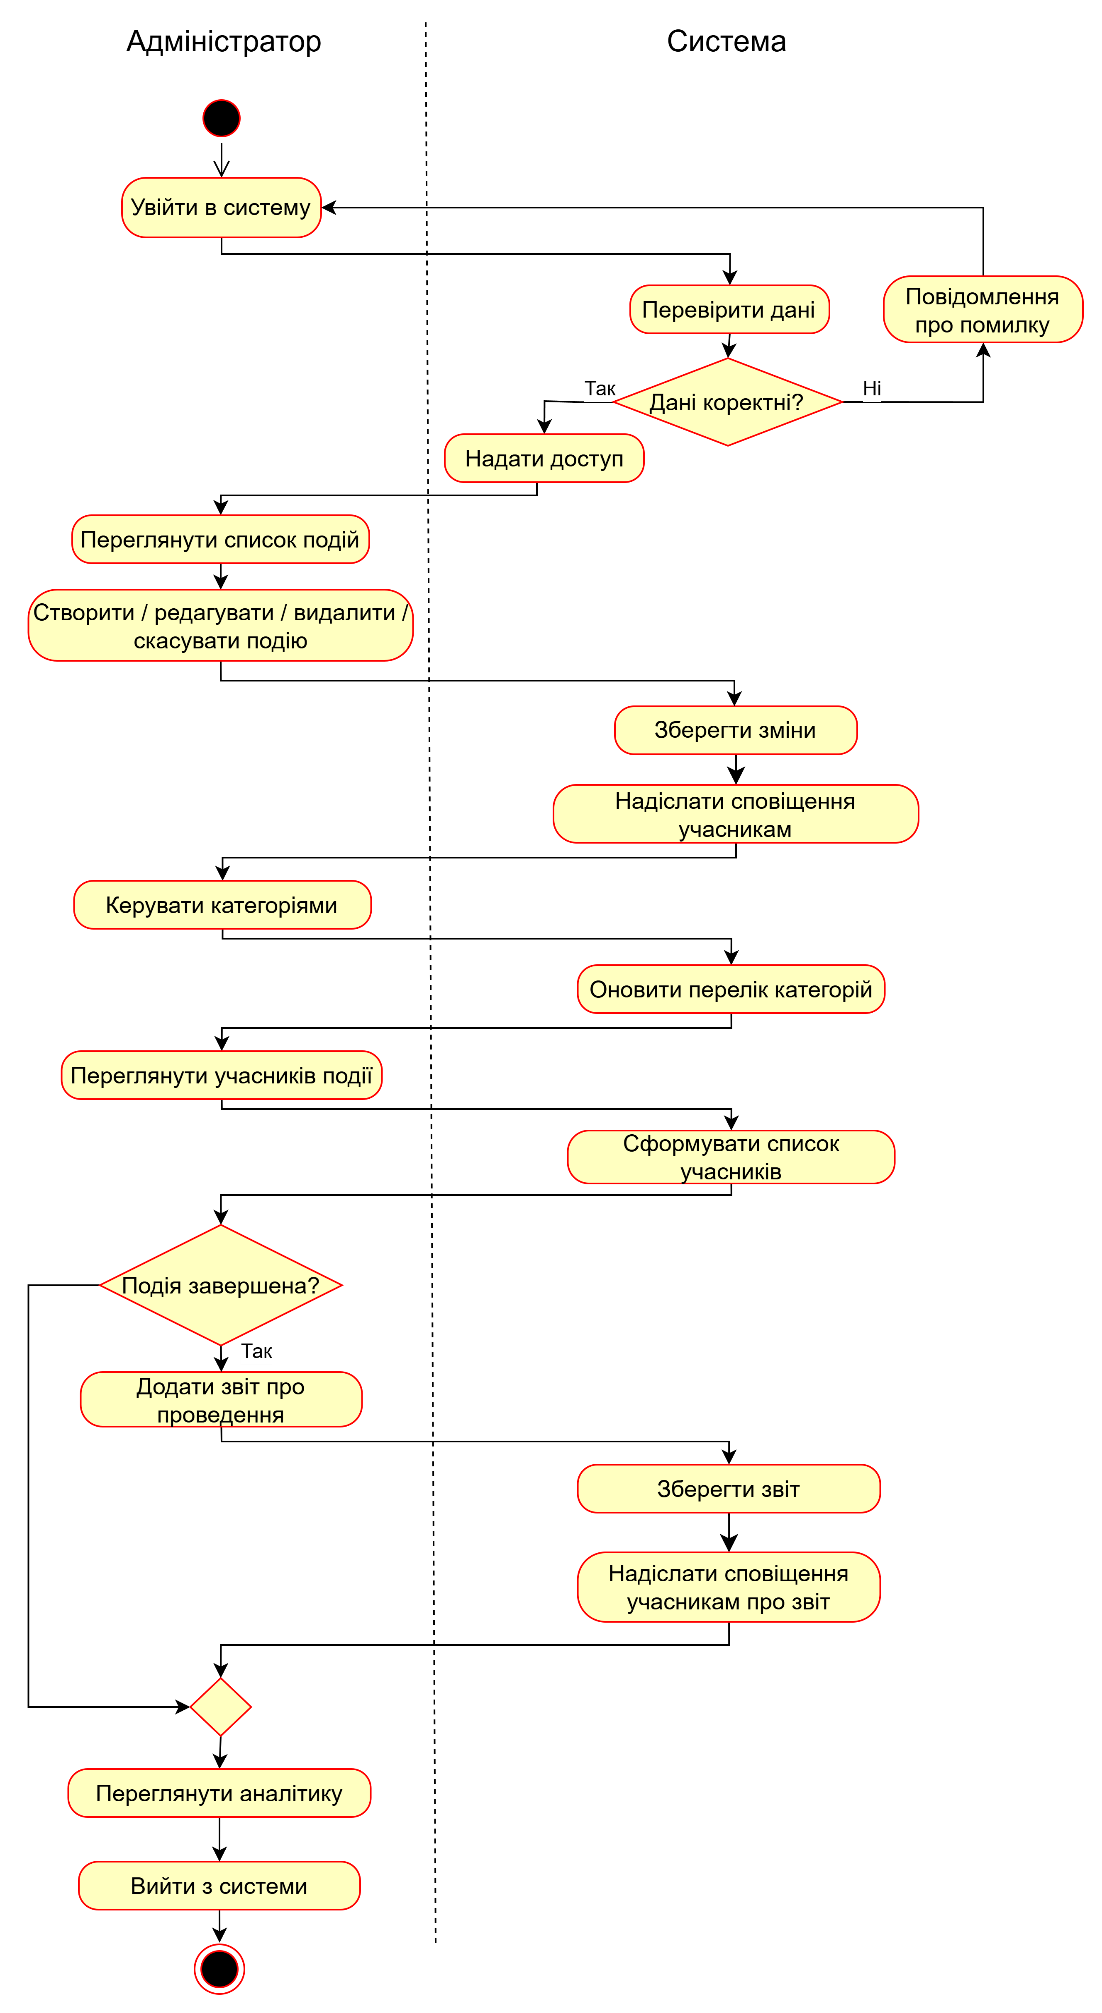 Адміністратор
Система
Увійти в систему
Перевірити дані
Повідомлення
про помилку
Так
Дані коректні?
Ні
Надати доступ
Переглянути список подій
Створити / редагувати / видалити /
скасувати подію
Зберегти зміни
Надіслати сповіщення
учасникам
Керувати категоріями
Оновити перелік категорій
Переглянути учасників події
Сформувати список
учасників
Подія завершена?
Так
Додати звіт про
проведення
Зберегти звіт
Надіслати сповіщення
учасникам про звіт
Переглянути аналітику
Вийти з системи